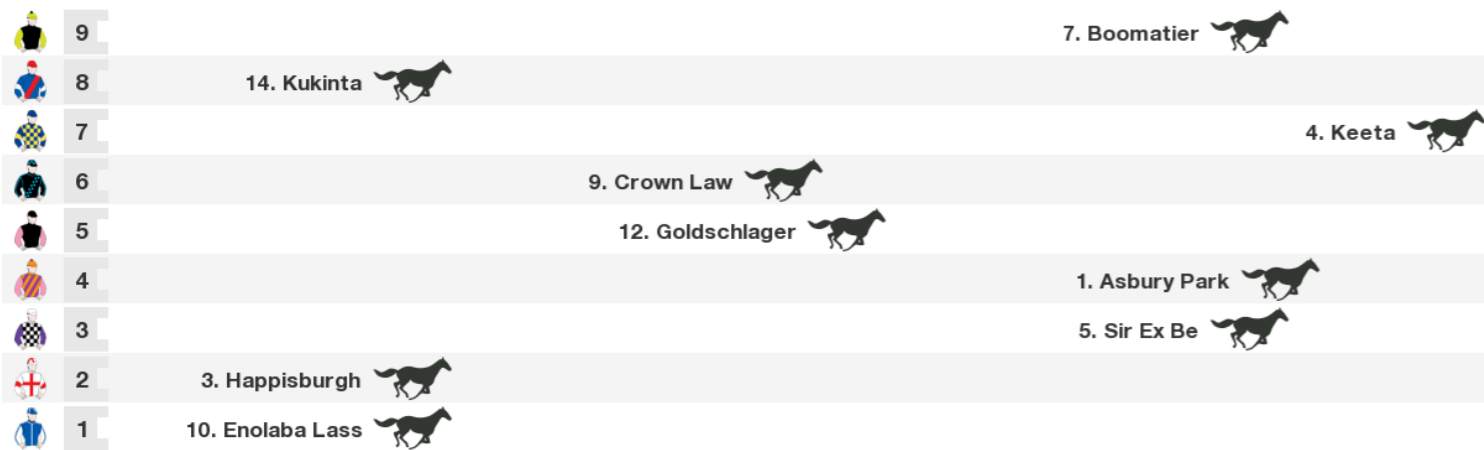 9 7. Boomatier
8 14. Kukinta
7 4. Keeta
6 9. Crown Law
5 12. Goldschlager
4 1. Asbury Park
3 5. Sir Ex Be
2 3. Happisburgh
1 10. Enolaba Lass